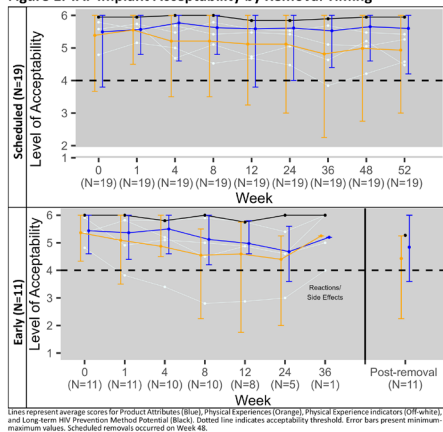 Figure 2. TAF Implant Acceptability by Removal Timing
Scheduled (N=19)
Level of Acceptability
6
5
4
3
2
1
0 1 4 8 12 24 36 48 52
(N=19) (N=19) (N=19) (N=19) (N=19) (N=19) (N=19) (N=19) (N=19)
Week
Early (N=11)
Level of Acceptability
6
5
4
3
2
1
Reactions/
Side Effects
0 1 4 8 12 24 36 Post-removal
(N=11) (N=11) (N=10) (N=10) (N=8) (N=5) (N=1) (N=11)
Week
Lines represent average scores for Product Attributes (Blue), Physical Experiences (Orange), Physical Experience indicators (Off-white),
and Long-term HIV Prevention Method Potential (Black). Dotted line indicates acceptability threshold. Error bars present minimum-
maximum values. Scheduled removals occurred on Week 48.